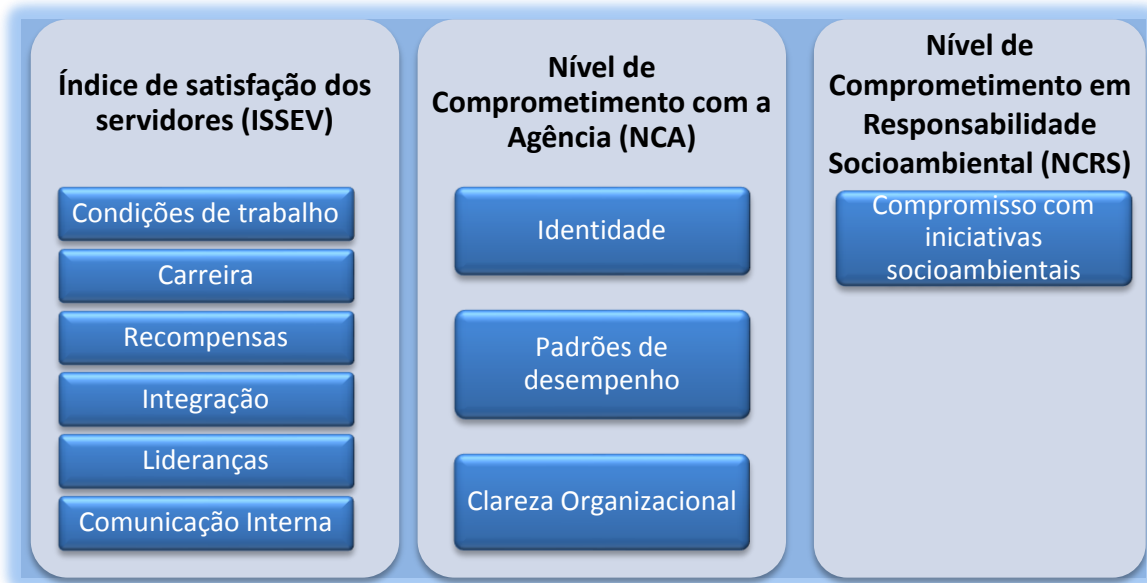 Índice de satisfação dos
servidores (ISSEV)
Condições de trabalho
Carreira
Recompensas
Integração
Lideranças
Comunicação Interna
Nível de
Comprometimento com a
Agência (NCA)
Identidade
Padrões de
desempenho
Clareza Organizacional
Nível de
Comprometimento em
Responsabilidade
Socioambiental (NCRS)
Compromisso com
iniciativas
socioambientais